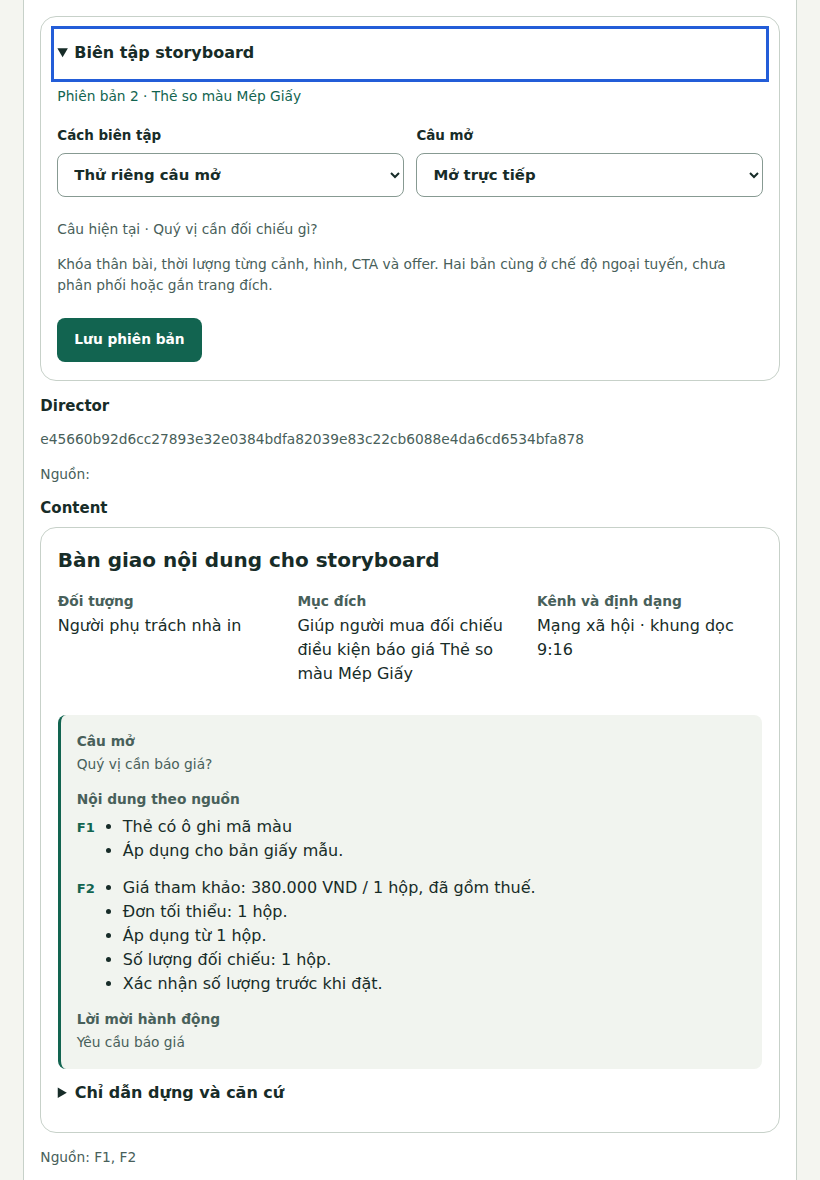 Biên tập storyboard
Phiên bản 2 · Thẻ so màu Mép Giấy
Cách biên tập
Câu mở
Thử riêng câu mở
Mở trực tiếp
Câu hiện tại · Quý vị cần đối chiếu gì?
Khóa thân bài, thời lượng từng cảnh, hình, CTA và offer. Hai bản cùng ở chế độ ngoại tuyến, chưa
phân phối hoặc gắn trang đích.
Lưu phiên bản
Director
e45660b92d6cc27893e32e0384bdfa82039e83c22cb6088e4da6cd6534bfa878
Nguồn:
Content
Bàn giao nội dung cho storyboard
Đối tượng
Người phụ trách nhà in
Mục đích
Giúp người mua đối chiếu
điều kiện báo giá Thẻ so
màu Mép Giấy
Kênh và định dạng
Mạng xã hội · khung dọc
9:16
Câu mở
Quý vị cần báo giá?
Nội dung theo nguồn
F1 • Thẻ có ô ghi mã màu
• Áp dụng cho bản giấy mẫu.
F2 • Giá tham khảo: 380.000 VND / 1 hộp, đã gồm thuế.
• Đơn tối thiểu: 1 hộp.
• Áp dụng từ 1 hộp.
• Số lượng đối chiếu: 1 hộp.
• Xác nhận số lượng trước khi đặt.
Lời mời hành động
Yêu cầu báo giá
Chỉ dẫn dựng và căn cứ
Nguồn: F1, F2